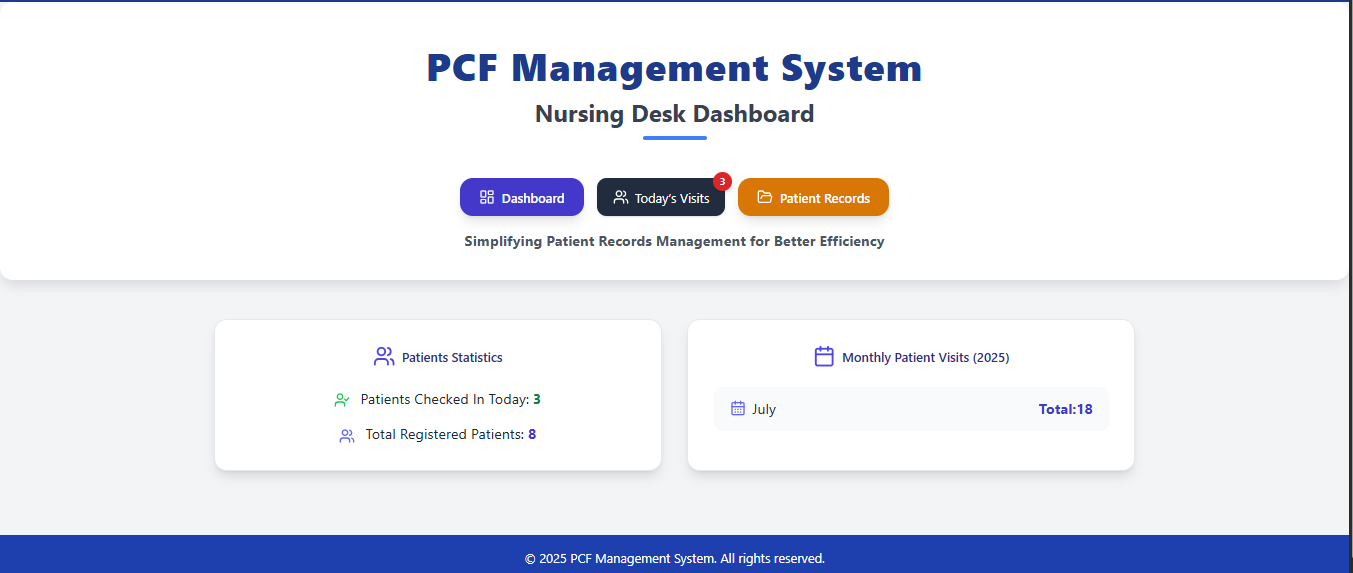 PCF Management System
Nursing Desk Dashboard
Dashboard
Today's Visits
3
Patient Records
Simplifying Patient Records Management for Better Efficiency
Patients Statistics
Patients Checked In Today: 3
Total Registered Patients: 8
Monthly Patient Visits (2025)
July
Total:18
© 2025 PCF Management System. All rights reserved.